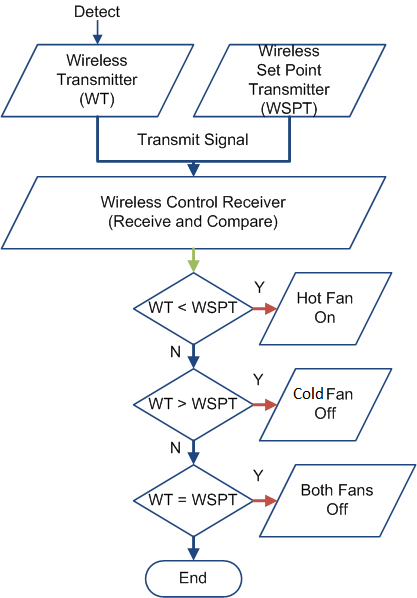 Detect
Wireless
Transmitter
(WT)
Wireless
Set Point
Transmitter
(WSPT)
Transmit Signal
Wireless Control Receiver
(Receive and Compare)
WT < WSPT
Y
Hot Fan
On
N
WT > WSPT
Y
Cold Fan
Off
N
WT = WSPT
Y
Both Fans
Off
End